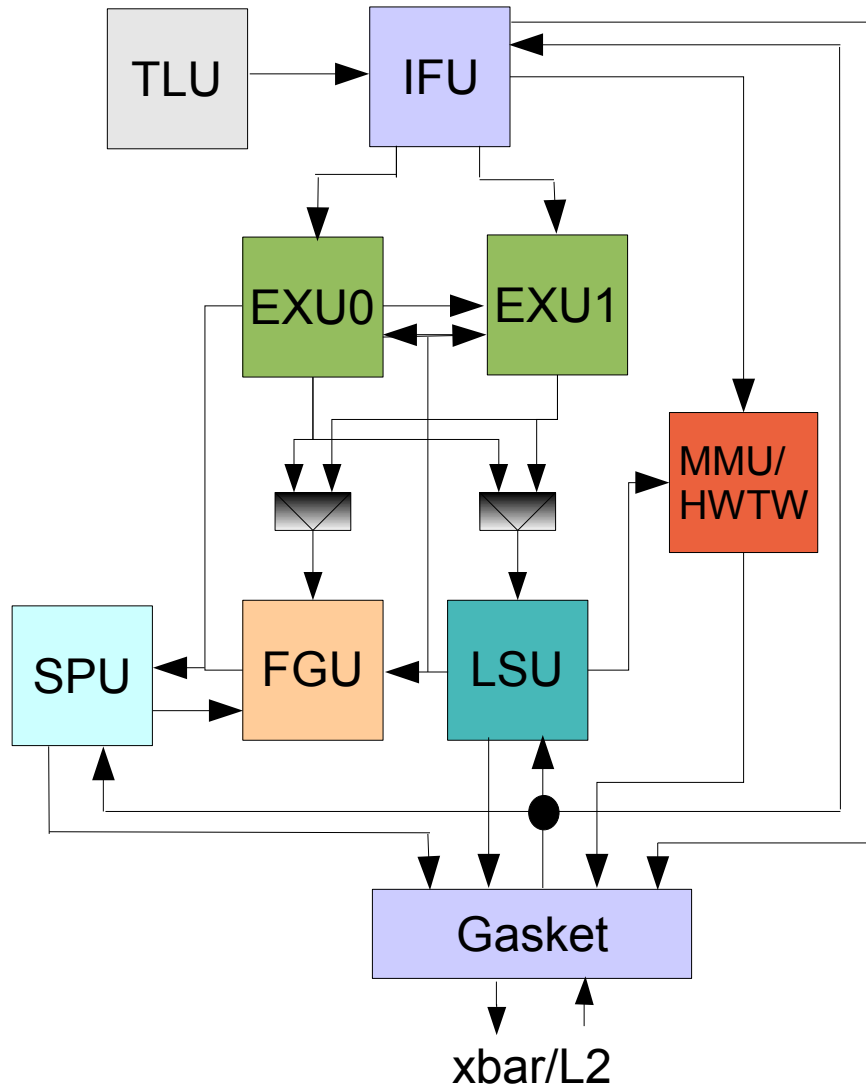 TLU
IFU
EXU0
EXU1
MMU/
HWTW
SPU
FGU
LSU
Gasket
xbar/L2